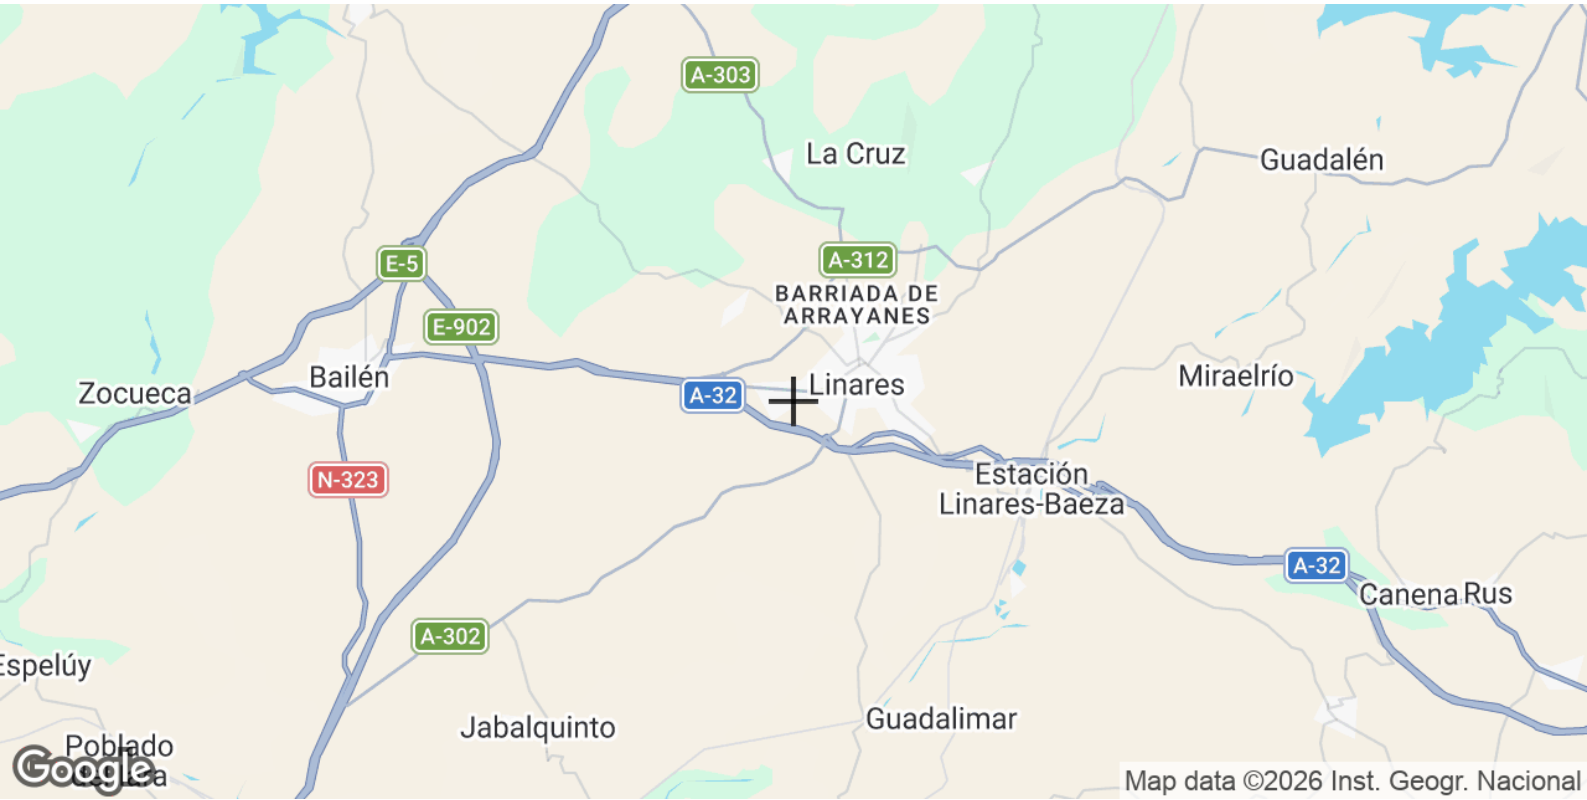 A-303
La Cruz
Guadalén
A-312
E-5
BARRIADA DE
ARRAYANES
E-902
Bailén
Zocueca
A-32
Linares
Miraelrío
N-323
Estación
Linares-Baeza
A-32
Canena
Rus
A-302
Espelúy
Jabalquinto
Guadalimar
Poblado
Google
Map data ©2026 Inst. Geogr. Nacional